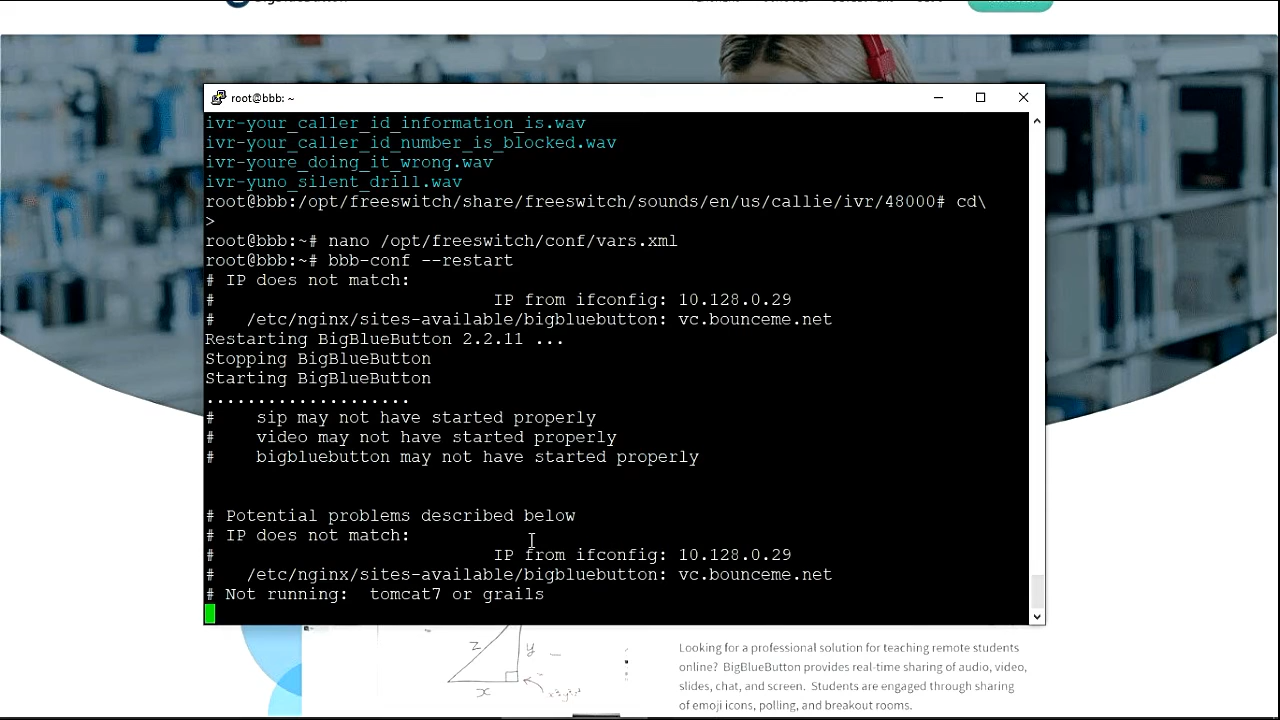 BigBlueButton
root@bbb: ~
ivr-your_caller_id_information_is.wav
ivr-your_caller_id_number_is_blocked.wav
ivr-youre_doing_it_wrong.wav
ivr-yuno_silent_drill.wav
root@bbb:/opt/freeswitch/share/freeswitch/sounds/en/us/callie/ivr/48000# cd\
>
root@bbb:~# nano /opt/freeswitch/conf/vars.xml
root@bbb:~# bbb-conf --restart
# IP does not match:
# IP from ifconfig: 10.128.0.29
# /etc/nginx/sites-available/bigbluebutton: vc.bounceme.net
Restarting BigBlueButton 2.2.11 ...
Stopping BigBlueButton
Starting BigBlueButton
....................
# sip may not have started properly
# video may not have started properly
# bigbluebutton may not have started properly
# Potential problems described below
# IP does not match:
# IP from ifconfig: 10.128.0.29
# /etc/nginx/sites-available/bigbluebutton: vc.bounceme.net
# Not running: tomcat7 or grails
z
y
x
Looking for a professional solution for teaching remote students
online? BigBlueButton provides real-time sharing of audio, video,
slides, chat, and screen. Students are engaged through sharing
of emoji icons, polling, and breakout rooms.